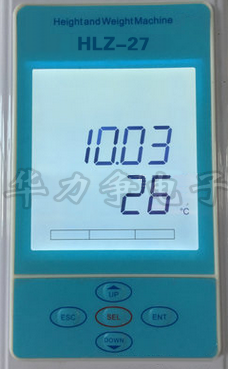 Height and Weight Machine
HLZ-27
10.03
26 °C
华力争电子
UP
ESC SEL ENT
DOWN